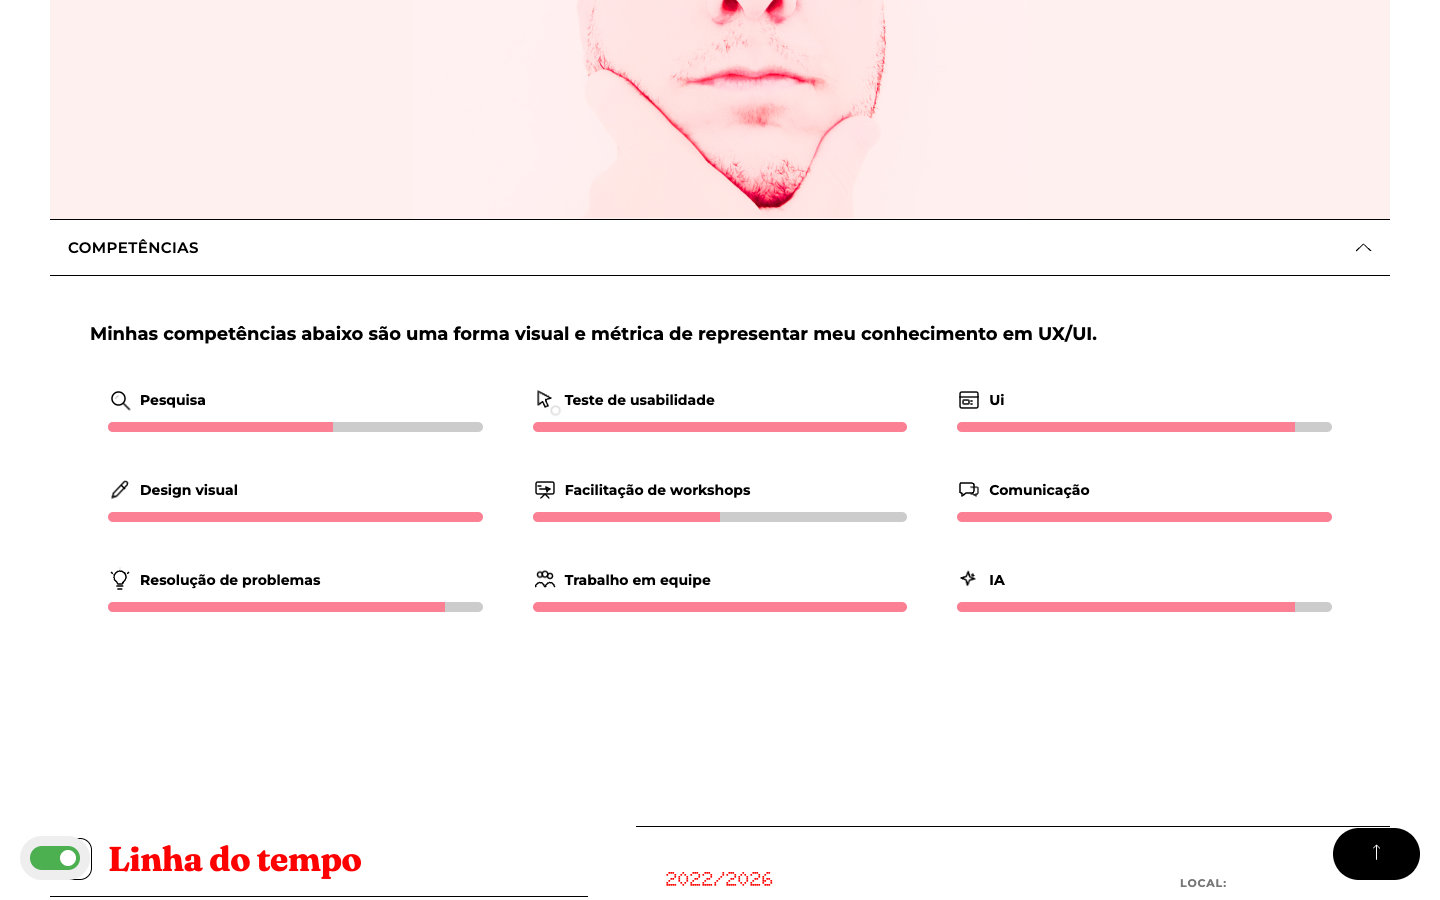 COMPETÊNCIAS
Minhas competências abaixo são uma forma visual e métrica de representar meu conhecimento em UX/UI.
Pesquisa
Teste de usabilidade
Ui
Design visual
Facilitação de workshops
Comunicação
Resolução de problemas
Trabalho em equipe
IA
Linha do tempo
2022/2026
LOCAL: